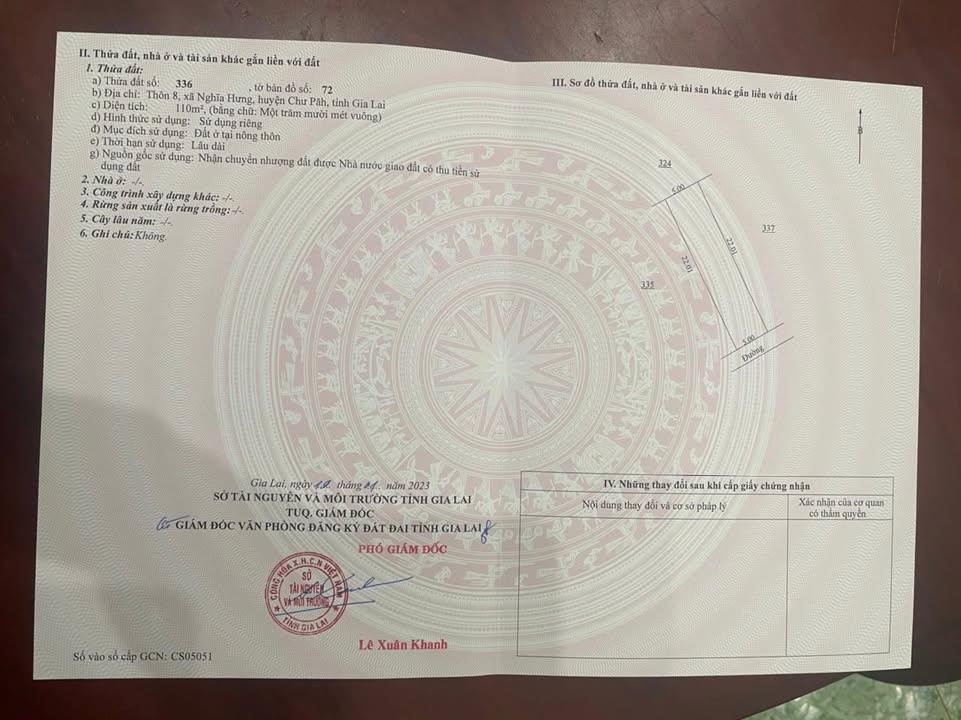 II. Thửa đất, nhà ở và tài sản khác gắn liền với đất
1. Thửa đất:
a) Thửa đất số: 336 , tờ bản đồ số: 72
b) Địa chỉ: Thôn 8, xã Nghĩa Hưng, huyện Chư Păh, tỉnh Gia Lai
c) Diện tích: 110m², (bằng chữ: Một trăm mười mét vuông)
d) Hình thức sử dụng: Sử dụng riêng
đ) Mục đích sử dụng: Đất ở tại nông thôn
e) Thời hạn sử dụng: Lâu dài
g) Nguồn gốc sử dụng: Nhận chuyển nhượng đất được Nhà nước giao đất có thu tiền sử
dụng đất
2. Nhà ở: -/-.
3. Công trình xây dựng khác: -/-.
4. Rừng sản xuất là rừng trồng: -/-.
5. Cây lâu năm: -/-.
6. Ghi chú: Không.
Gia Lai, ngày tháng năm 2023
SỞ TÀI NGUYÊN VÀ MÔI TRƯỜNG TỈNH GIA LAI
TUQ. GIÁM ĐỐC
GIÁM ĐỐC VĂN PHÒNG ĐĂNG KÝ ĐẤT ĐAI TỈNH GIA LAI
PHÓ GIÁM ĐỐC
CỘNG HÒA X.H.C.N VIỆT NAM
SỞ
TÀI NGUYÊN
VÀ MÔI TRƯỜNG
TỈNH GIA LAI
Lê Xuân Khanh
Số vào sổ cấp GCN: CS05051
III. Sơ đồ thửa đất, nhà ở và tài sản khác gắn liền với đất
B
324
5.00
337
22.01
22.01
335
5.00
Đường
IV. Những thay đổi sau khi cấp giấy chứng nhận
Nội dung thay đổi và cơ sở pháp lý
Xác nhận của cơ quan
có thẩm quyền